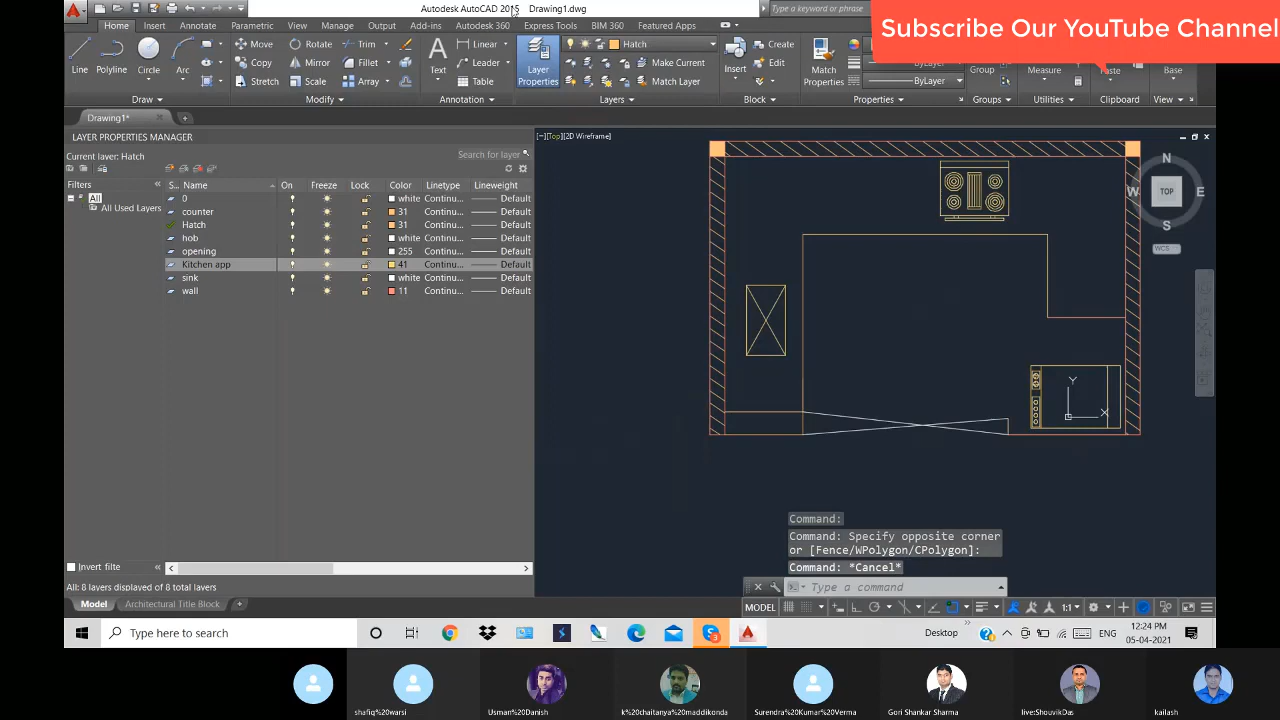 Autodesk AutoCAD 2015 Drawing1.dwg
Type a keyword or phrase
Subscribe Our YouTube Channel
Home Insert Annotate Parametric View Manage Output Add-ins Autodesk 360 Express Tools BIM 360 Featured Apps
Line Polyline Circle Arc
Move Rotate Trim
Copy Mirror Fillet
Stretch Scale Array
Text
Linear
Leader
Table
Layer Properties
Hatch
Make Current
Match Layer
Insert
Create
Edit
Match Properties
ByLayer
ByLayer
Group
Measure
Paste
Base
Draw Modify Annotation Layers Block Properties Groups Utilities Clipboard View
Drawing1*
LAYER PROPERTIES MANAGER
Current layer: Hatch
Search for layer
Filters
All
All Used Layers
S... Name On Freeze Lock Color Linetype Lineweight
0 white Continu... Default
counter 31 Continu... Default
Hatch 31 Continu... Default
hob white Continu... Default
opening 255 Continu... Default
Kitchen app 41 Continu... Default
sink white Continu... Default
wall 11 Continu... Default
Invert filter
All: 8 layers displayed of 8 total layers
[−][Top][2D Wireframe]
N
W TOP E
S
WCS
Y
X
Command:
Command: Specify opposite corner
or [Fence/WPolygon/CPolygon]:
Command: *Cancel*
Type a command
Model Architectural Title Block
MODEL 1:1
Type here to search
Desktop
ENG
12:24 PM
05-04-2021
shafiq%20warsi
Usman%20Danish
k%20chaitanya%20maddikonda
Surendra%20Kumar%20Verma
Gori Shankar Sharma
live:ShouvikDas
kailash